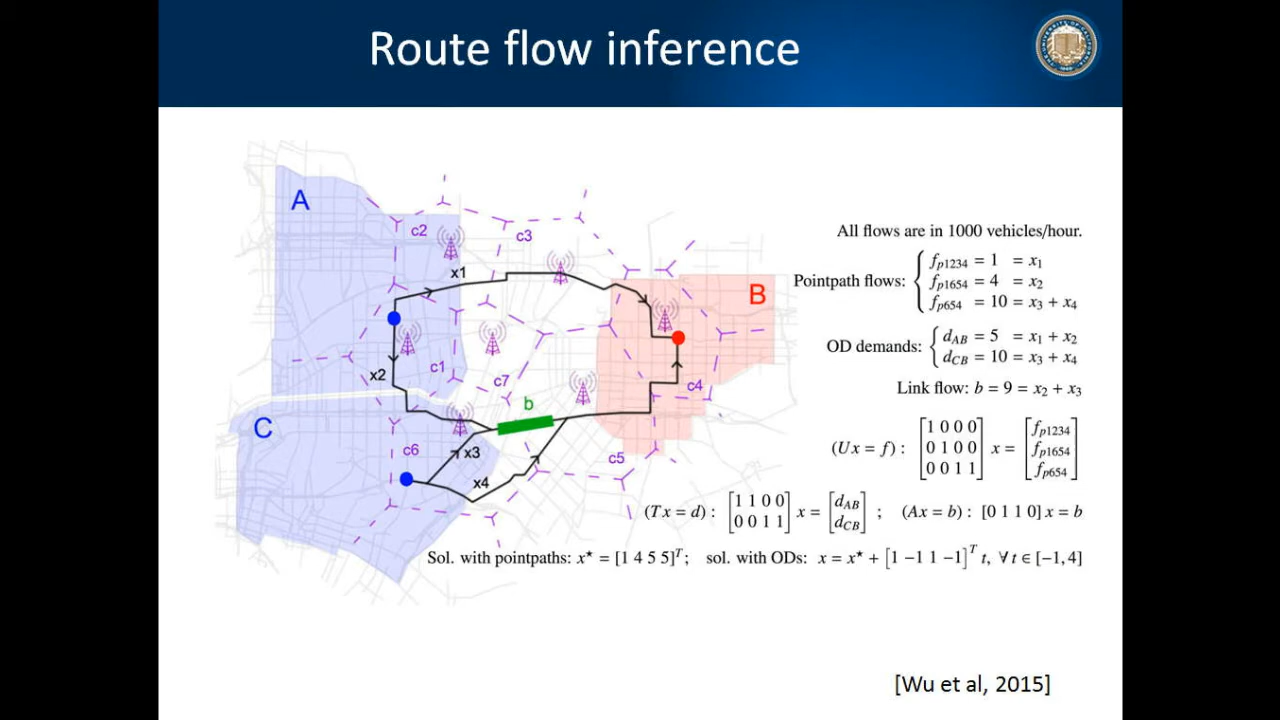 Route flow inference
A
c2
c3
x1
B
c1
x2
c7
c4
b
C
c6
x3
c5
x4
All flows are in 1000 vehicles/hour.
Pointpath flows: { f_p1234 = 1 = x₁
f_p1654 = 4 = x₂
f_p654 = 10 = x₃ + x₄
OD demands: { d_AB = 5 = x₁ + x₂
d_CB = 10 = x₃ + x₄
Link flow: b = 9 = x₂ + x₃
(Ux = f) : [1 0 0 0; 0 1 0 0; 0 0 1 1] x = [f_p1234; f_p1654; f_p654]
(Tx = d) : [1 1 0 0; 0 0 1 1] x = [d_AB; d_CB] ; (Ax = b) : [0 1 1 0] x = b
Sol. with pointpaths: x* = [1 4 5 5]ᵀ; sol. with ODs: x = x* + [1 −1 1 −1]ᵀ t, ∀ t ∈ [−1, 4]
[Wu et al, 2015]